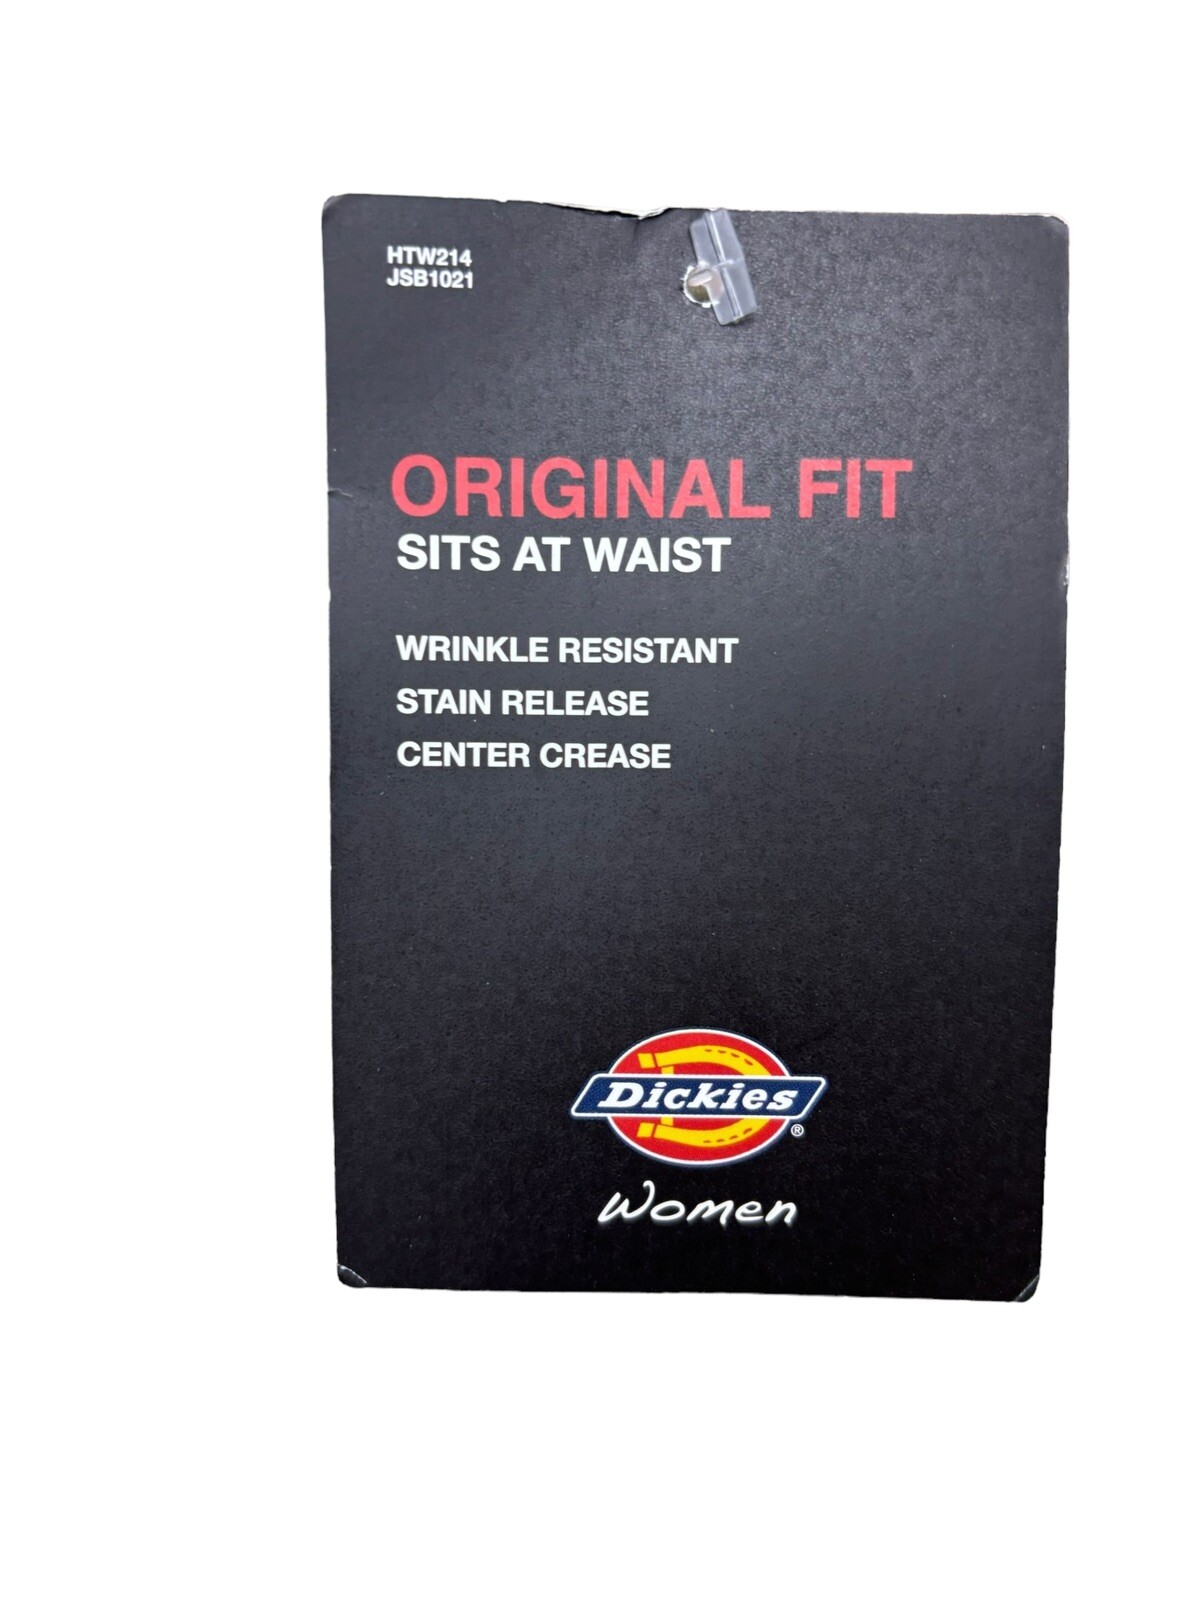 HTW214
JSB1021
ORIGINAL FIT
SITS AT WAIST
WRINKLE RESISTANT
STAIN RELEASE
CENTER CREASE
Dickies
®
Women